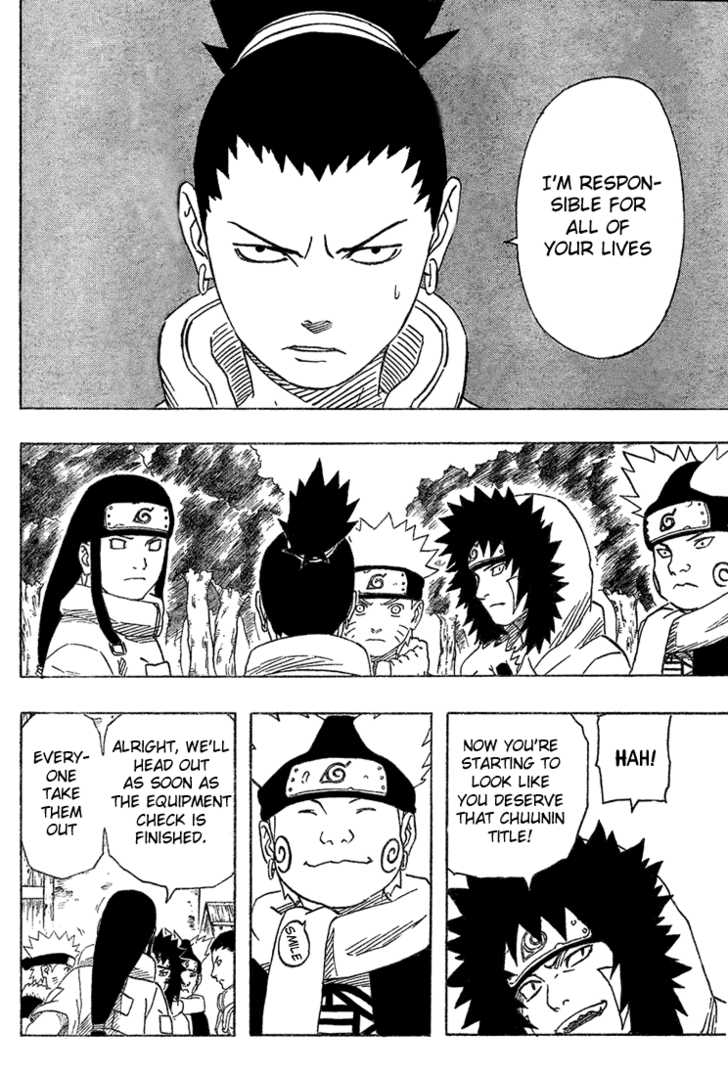 I'M RESPON-
SIBLE FOR
ALL OF
YOUR LIVES
HAH!
NOW YOU'RE
STARTING TO
LOOK LIKE
YOU DESERVE
THAT CHUUNIN
TITLE!
SMILE
ALRIGHT, WE'LL
HEAD OUT
AS SOON AS
THE EQUIPMENT
CHECK IS
FINISHED.
EVERY-
ONE
TAKE
THEM
OUT